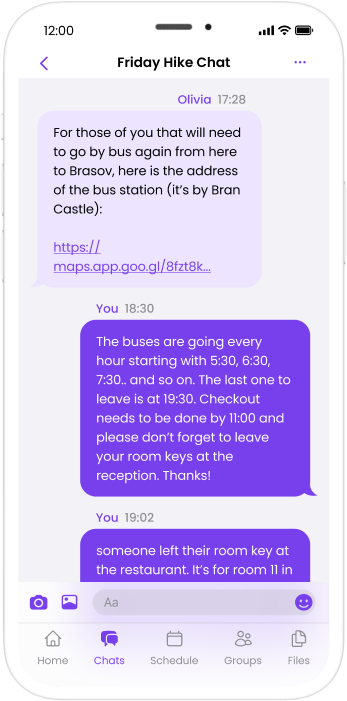 12:00
Friday Hike Chat
Olivia 17:28
For those of you that will need
to go by bus again from here
to Brasov, here is the address
of the bus station (it's by Bran
Castle):
https://
maps.app.goo.gl/8fzt8k...
You 18:30
The buses are going every
hour starting with 5:30, 6:30,
7:30.. and so on. The last one to
leave is at 19:30. Checkout
needs to be done by 11:00 and
please don't forget to leave
your room keys at the
reception. Thanks!
You 19:02
someone left their room key at
the restaurant. It's for room 11 in
Aa
Home Chats Schedule Groups Files